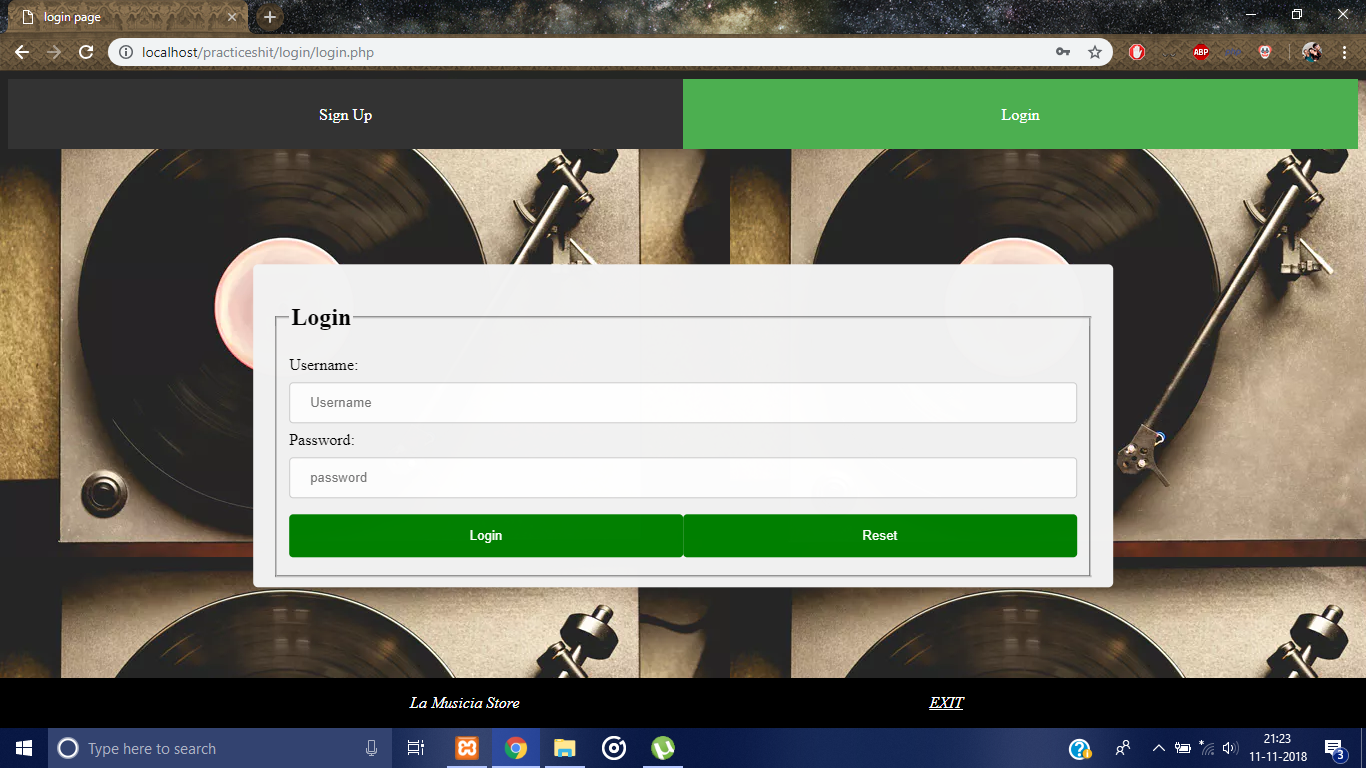 login page
localhost/practiceshit/login/login.php
ABP
Sign Up
Login
Login
Username:
Username
Password:
password
Login
Reset
La Musicia Store
EXIT
Type here to search
21:23
11-11-2018
3